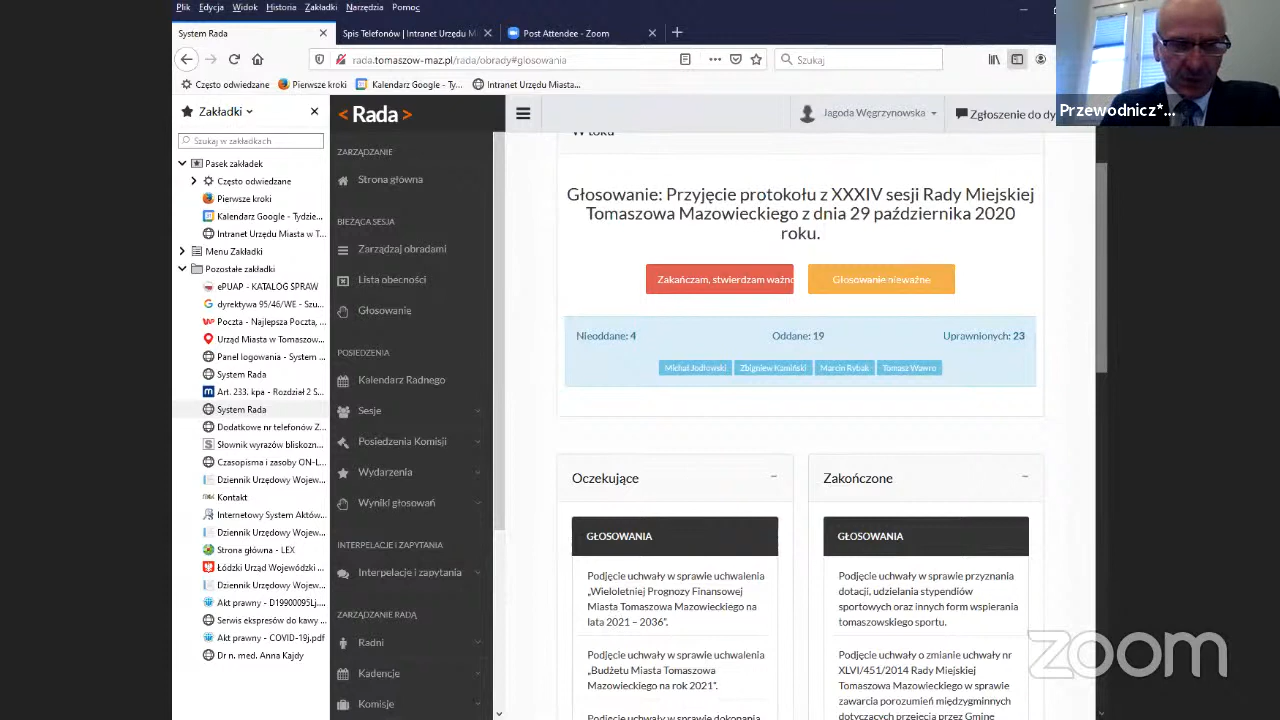 Plik Edycja Widok Historia Zakładki Narzędzia Pomoc
System Rada
Spis Telefonów | Intranet Urzędu M
Post Attendee - Zoom
rada.tomaszow-maz.pl/rada/obrady#glosowania
Szukaj
Często odwiedzane
Pierwsze kroki
Kalendarz Google - Ty...
Intranet Urzędu Miasta...
Zakładki
Szukaj w zakładkach
Pasek zakładek
Często odwiedzane
Pierwsze kroki
Kalendarz Google - Tydzie...
Intranet Urzędu Miasta w T...
Menu Zakładki
Pozostałe zakładki
ePUAP - KATALOG SPRAW
dyrektywa 95/46/WE - Szu...
Poczta - Najlepsza Poczta, ...
Urząd Miasta w Tomaszow...
Panel logowania - System ...
System Rada
Art. 233. kpa - Rozdział 2 S...
System Rada
Dodatkowe nr telefonów Z...
Słownik wyrazów bliskozn...
Czasopisma i zasoby ON-L...
Dziennik Urzędowy Wojew...
Kontakt
Internetowy System Aktów...
Dziennik Urzędowy Wojew...
Strona główna - LEX
Łódzki Urząd Wojewódzki ...
Dziennik Urzędowy Wojew...
Akt prawny - D19900095Lj...
Serwis ekspresów do kawy ...
Akt prawny - COVID-19j.pdf
Dr n. med. Anna Kajdy
< Rada >
ZARZĄDZANIE
Strona główna
BIEŻĄCA SESJA
Zarządzaj obradami
Lista obecności
Głosowanie
POSIEDZENIA
Kalendarz Radnego
Sesje
Posiedzenia Komisji
Wydarzenia
Wyniki głosowań
INTERPELACJE I ZAPYTANIA
Interpelacje i zapytania
ZARZĄDZANIE RADĄ
Radni
Kadencje
Komisje
Jagoda Węgrzynowska
Zgłoszenie do dy
Przewodnicz*...
W toku
Głosowanie: Przyjęcie protokołu z XXXIV sesji Rady Miejskiej
Tomaszowa Mazowieckiego z dnia 29 października 2020
roku.
Zakańczam, stwierdzam ważno
Głosowanie nieważne
Nieoddane: 4
Oddane: 19
Uprawnionych: 23
Michał Jodłowski
Zbigniew Kamiński
Marcin Rybak
Tomasz Wawro
Oczekujące
GŁOSOWANIA
Podjęcie uchwały w sprawie uchwalenia
„Wieloletniej Prognozy Finansowej
Miasta Tomaszowa Mazowieckiego na
lata 2021 – 2036”.
Podjęcie uchwały w sprawie uchwalenia
„Budżetu Miasta Tomaszowa
Mazowieckiego na rok 2021”.
Podjęcie uchwały w sprawie dokonania
Zakończone
GŁOSOWANIA
Podjęcie uchwały w sprawie przyznania
dotacji, udzielania stypendiów
sportowych oraz innych form wspierania
tomaszowskiego sportu.
Podjęcie uchwały o zmianie uchwały nr
XLVI/451/2014 Rady Miejskiej
Tomaszowa Mazowieckiego w sprawie
zawarcia porozumień międzygminnych
dotyczących przejęcia przez Gminę
zoom